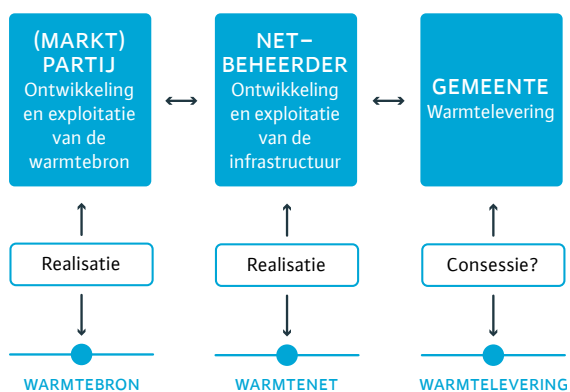 (MARKT)
PARTIJ
Ontwikkeling
en exploitatie
van de
warmtebron
NET–
BEHEERDER
Ontwikkeling
en exploitatie
van de
infrastructuur
GEMEENTE
Warmtelevering
Realisatie
Realisatie
Consessie?
WARMTEBRON
WARMTENET
WARMTELEVERING